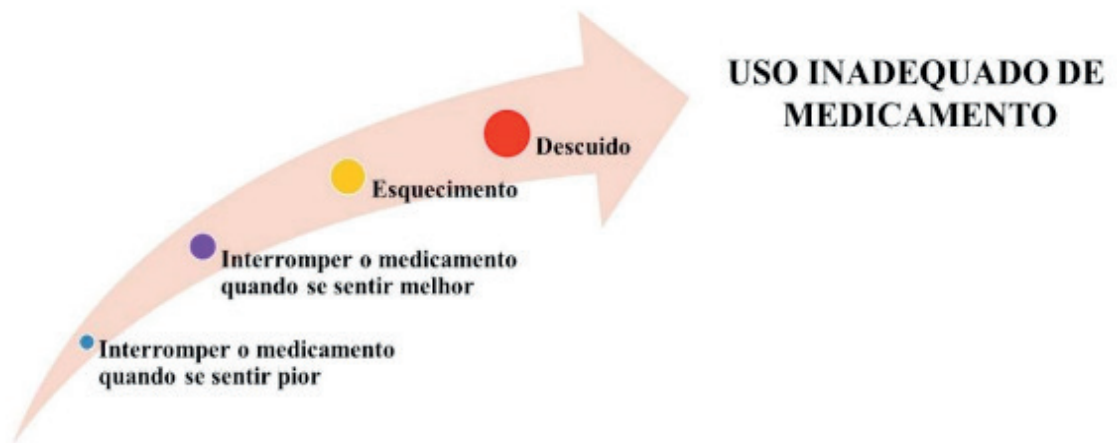 USO INADEQUADO DE
MEDICAMENTO
Descuido
Esquecimento
Interromper o medicamento
quando se sentir melhor
Interromper o medicamento
quando se sentir pior